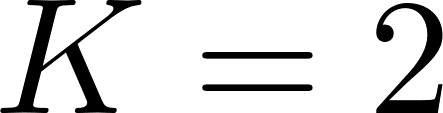 K = 2